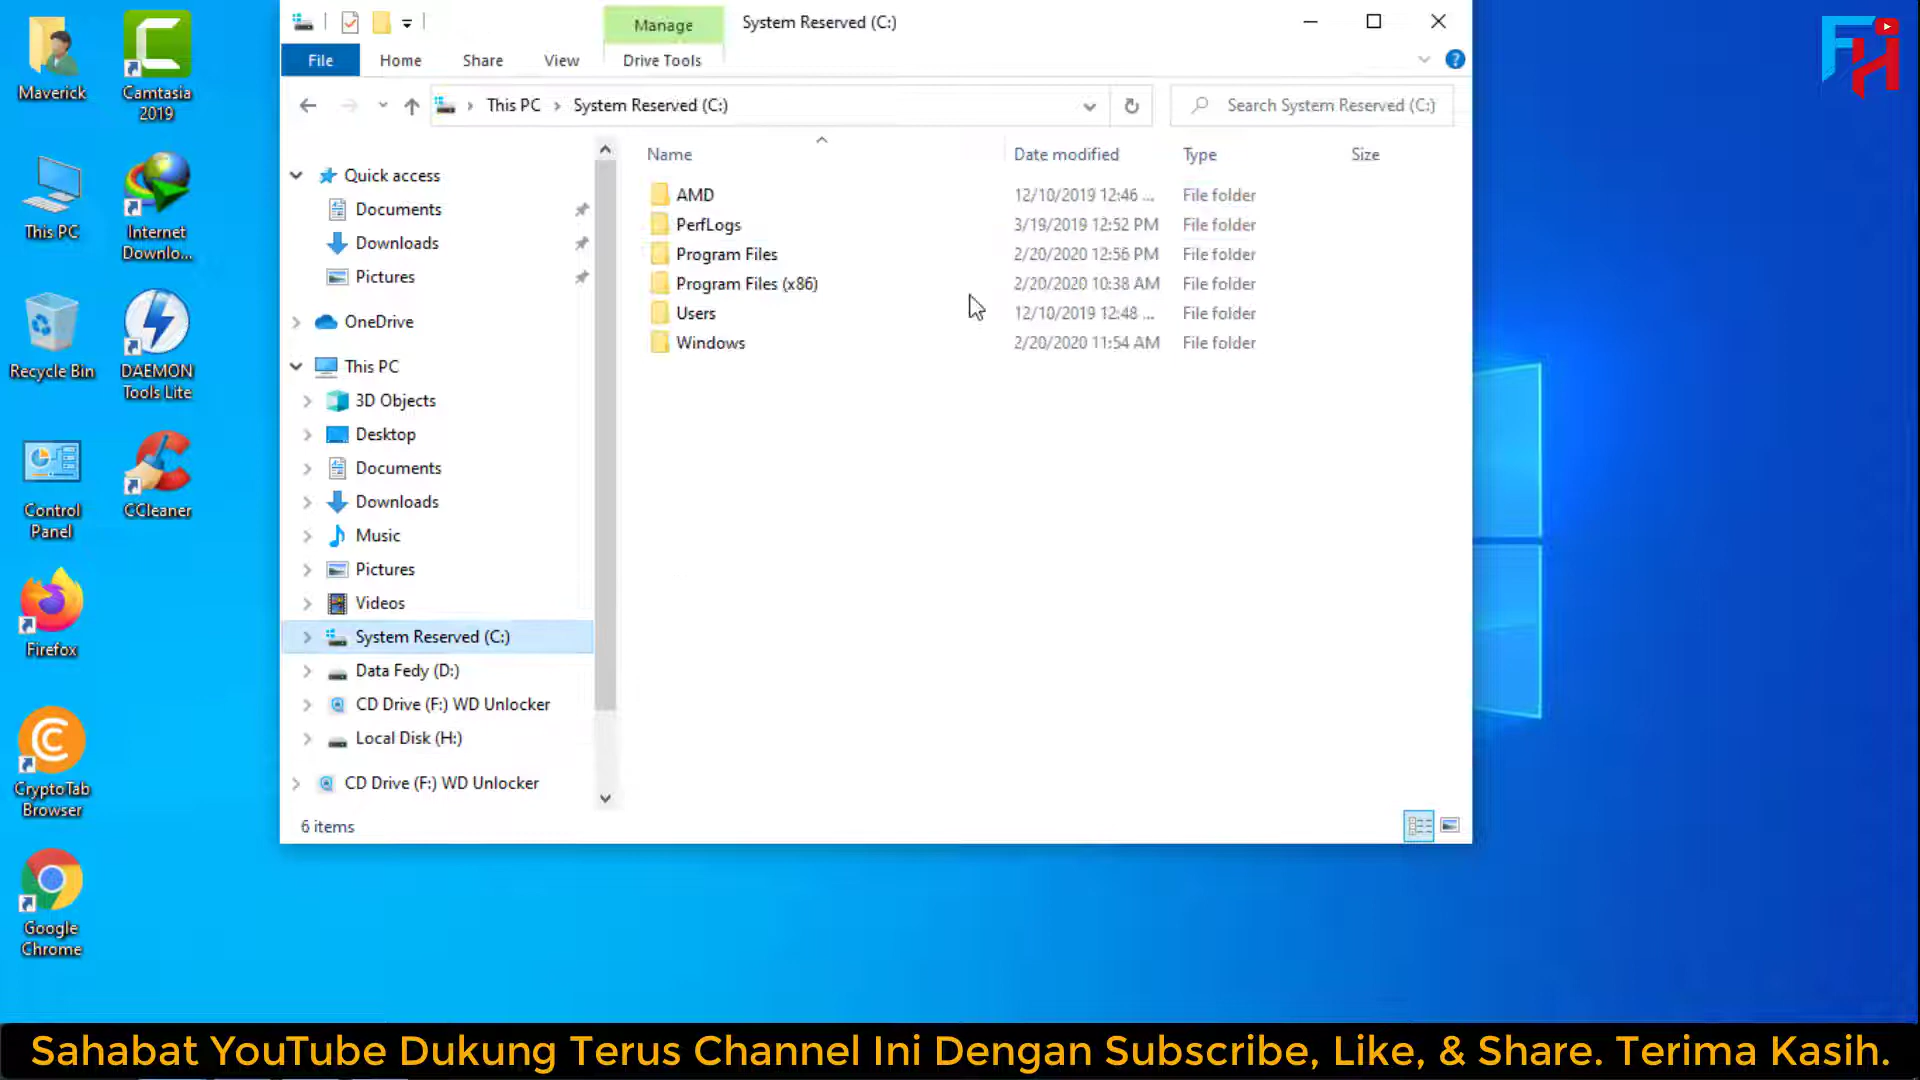 Manage
System Reserved (C:)
File
Home
Share
View
Drive Tools
This PC
System Reserved (C:)
Search System Reserved (C:)
Name
Date modified
Type
Size
AMD 12/10/2019 12:46 ... File folder
PerfLogs 3/19/2019 12:52 PM File folder
Program Files 2/20/2020 12:56 PM File folder
Program Files (x86) 2/20/2020 10:38 AM File folder
Users 12/10/2019 12:48 ... File folder
Windows 2/20/2020 11:54 AM File folder
Quick access
Documents
Downloads
Pictures
OneDrive
This PC
3D Objects
Desktop
Documents
Downloads
Music
Pictures
Videos
System Reserved (C:)
Data Fedy (D:)
CD Drive (F:) WD Unlocker
Local Disk (H:)
CD Drive (F:) WD Unlocker
6 items
Maverick
Camtasia
2019
This PC
Internet
Downlo...
Recycle Bin
DAEMON
Tools Lite
Control
Panel
CCleaner
Firefox
CryptoTab
Browser
Google
Chrome
FH
Sahabat YouTube Dukung Terus Channel Ini Dengan Subscribe, Like, & Share. Terima Kasih.